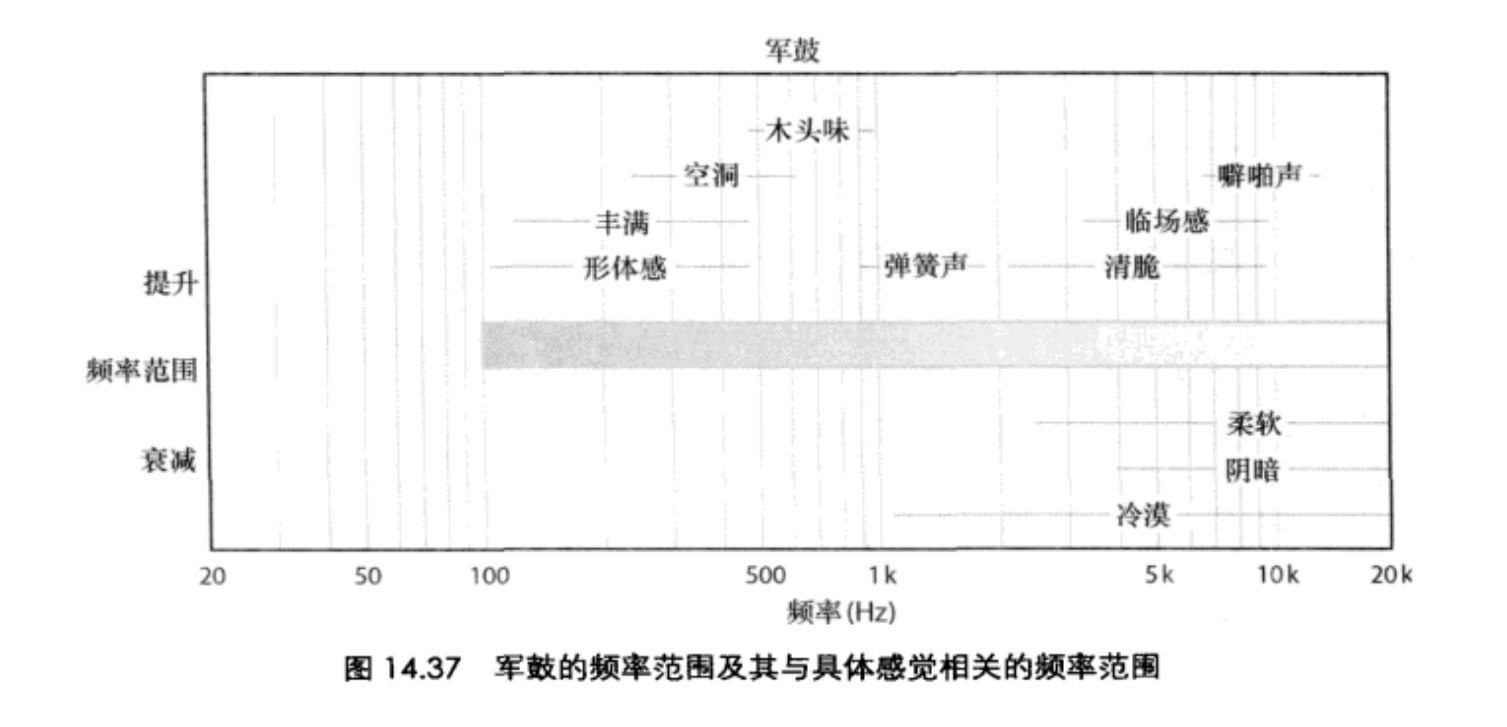 军鼓
木头味
空洞
噼啪声
丰满
临场感
形体感
弹簧声
清脆
提升
频率范围
柔软
衰减
阴暗
冷漠
20
50
100
500
1k
5k
10k
20k
频率(Hz)
图 14.37 军鼓的频率范围及其与具体感觉相关的频率范围